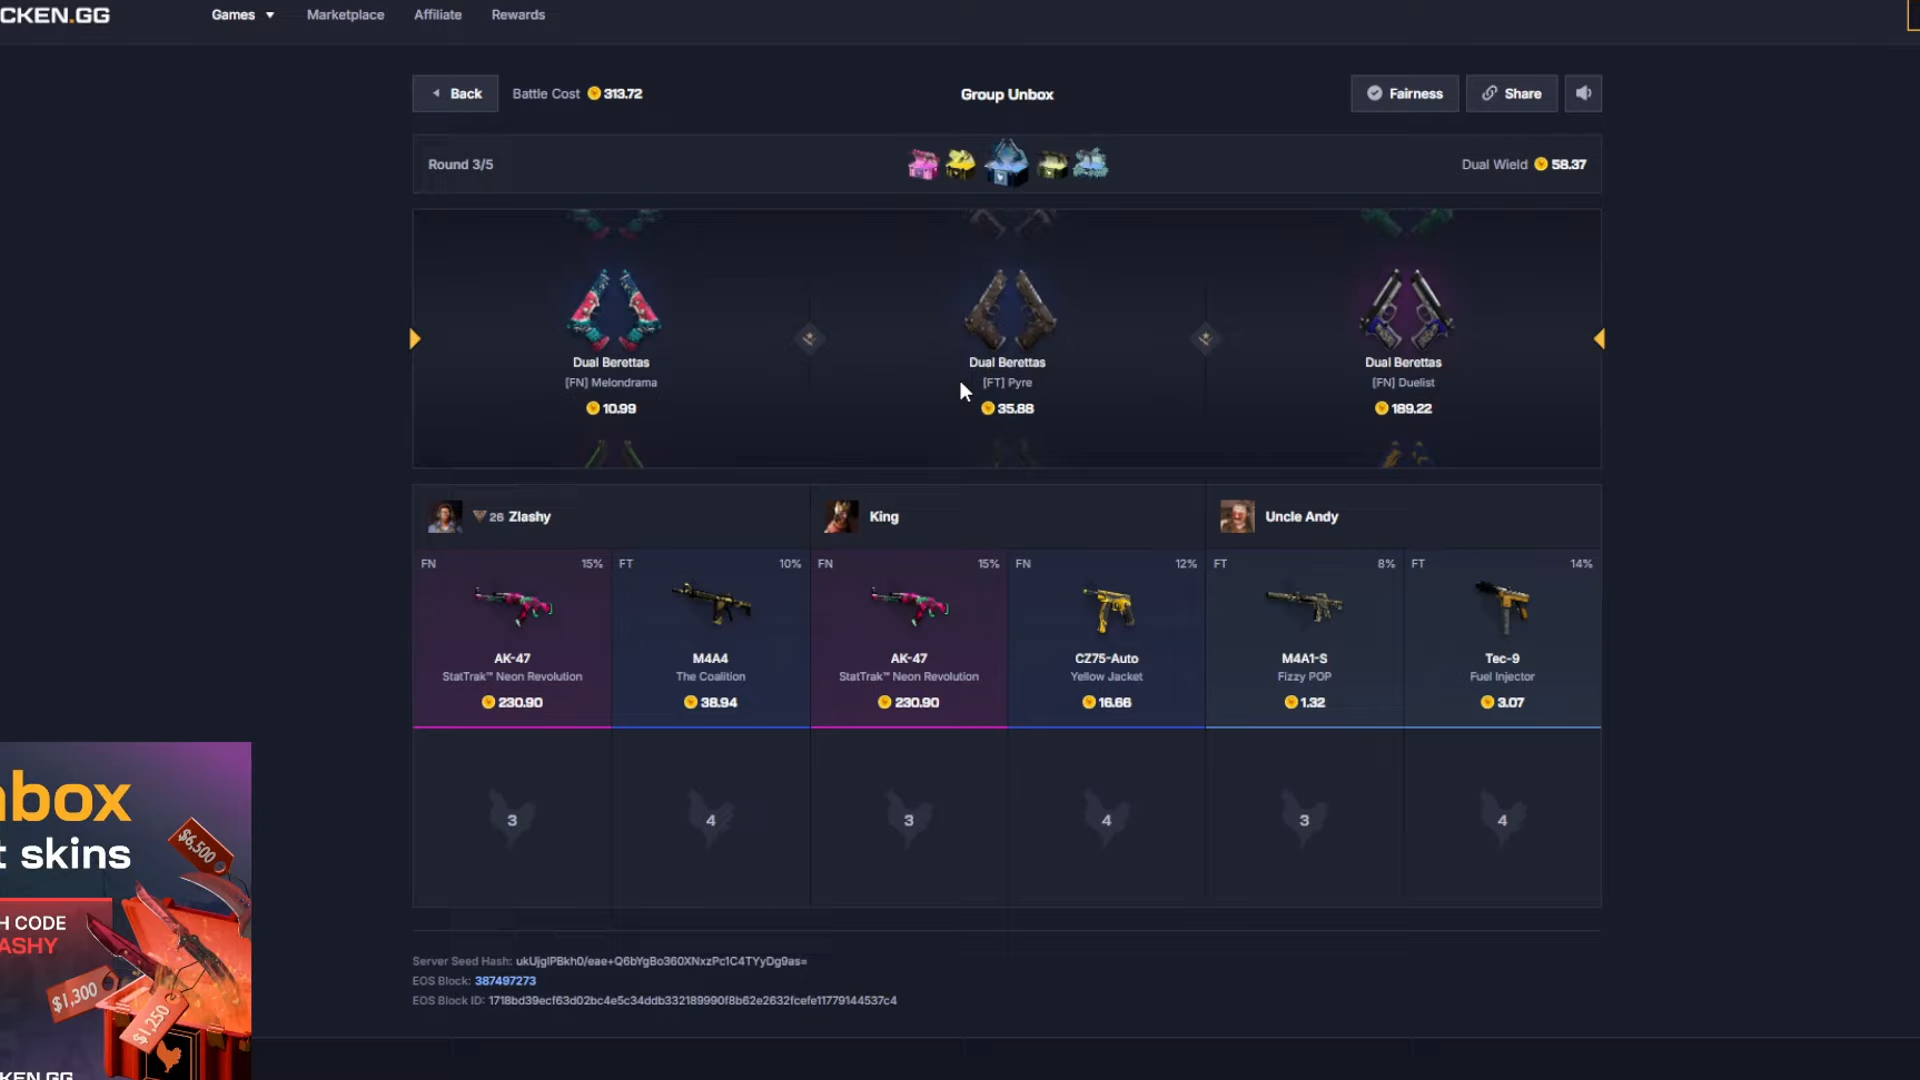 CKEN.GG
Games Marketplace Affiliate Rewards
Back Battle Cost 313.72
Group Unbox
Fairness Share
Round 3/5
Dual Wield 58.37
Dual Berettas
[FN] Melondrama
10.99
Dual Berettas
[FT] Pyre
35.88
Dual Berettas
[FN] Duelist
189.22
26 Zlashy
King
Uncle Andy
FN 15%
AK-47
StatTrak™ Neon Revolution
230.90
FT 10%
M4A4
The Coalition
38.94
FN 15%
AK-47
StatTrak™ Neon Revolution
230.90
FN 12%
CZ75-Auto
Yellow Jacket
16.66
FT 8%
M4A1-S
Fizzy POP
1.32
FT 14%
Tec-9
Fuel Injector
3.07
3 4 3 4 3 4
Server Seed Hash: ukUjglPBkh0/eae+Q6bYgBo360XNxzPc1C4TYyDg9as=
EOS Block: 387497273
EOS Block ID: 1718bd39ecf63d02bc4e5c34ddb332189990f8b62e2632fcefe11779144537c4
box
t skins
$6,500
H CODE
ASHY
$1,300
$1,250
KEN.GG